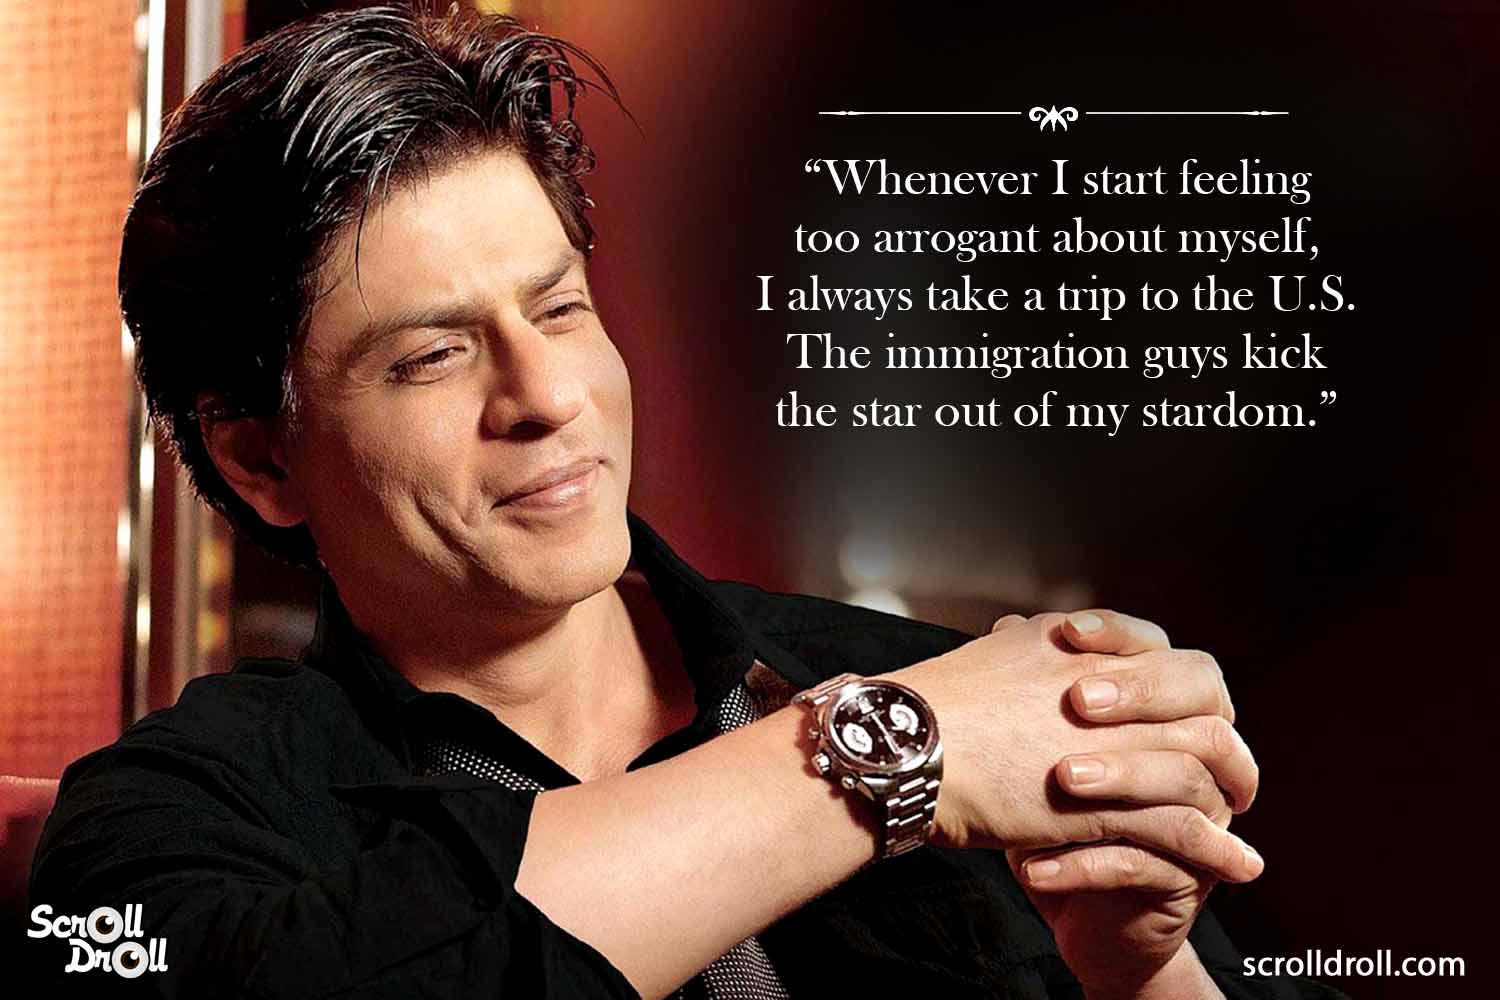 “Whenever I start feeling
too arrogant about myself,
I always take a trip to the U.S.
The immigration guys kick
the star out of my stardom.”
Scroll
Droll
scrolldroll.com